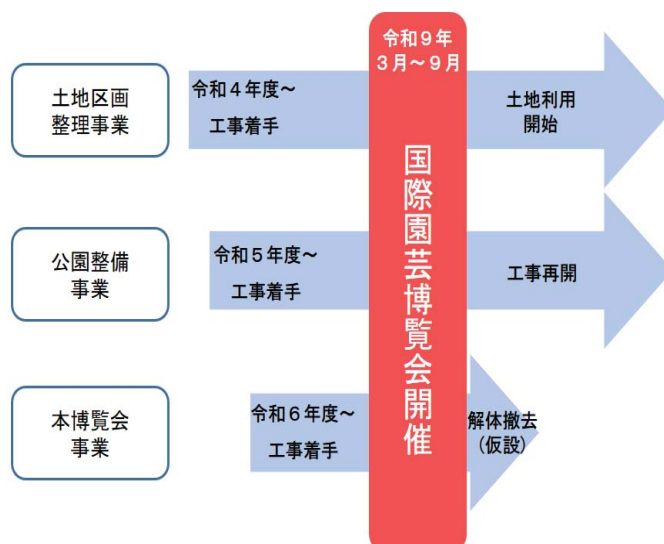 令和９年
３月～９月
国際園芸博覧会開催
土地区画
整理事業
令和４年度～
工事着手
土地利用
開始
公園整備
事業
令和５年度～
工事着手
工事再開
本博覧会
事業
令和６年度～
工事着手
解体撤去
（仮設）